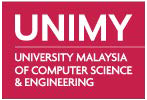 UNIMY
UNIVERSITY MALAYSIA
OF COMPUTER SCIENCE
& ENGINEERING